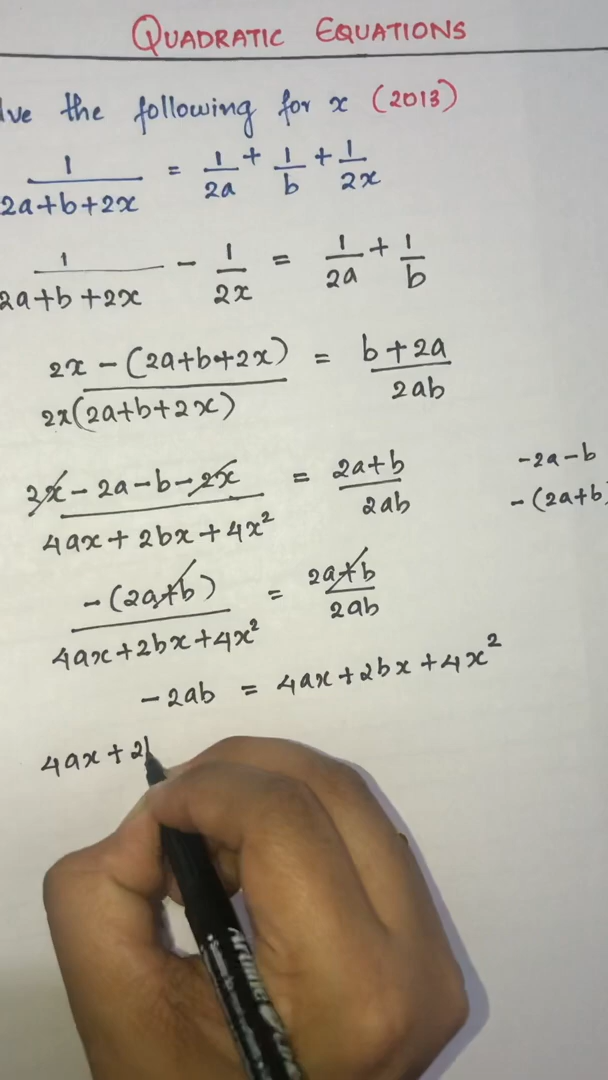 QUADRATIC EQUATIONS
lve the following for x (2013)
1/(2a+b+2x) = 1/2a + 1/b + 1/2x
1/(2a+b+2x) - 1/2x = 1/2a + 1/b
(2x - (2a+b+2x))/(2x(2a+b+2x)) = (b+2a)/2ab
(2x - 2a - b - 2x)/(4ax + 2bx + 4x²) = (2a+b)/2ab
-2a-b
-(2a+b)
-(2a+b)/(4ax+2bx+4x²) = (2a+b)/2ab
-2ab = 4ax+2bx+4x²
4ax + 2
Artline